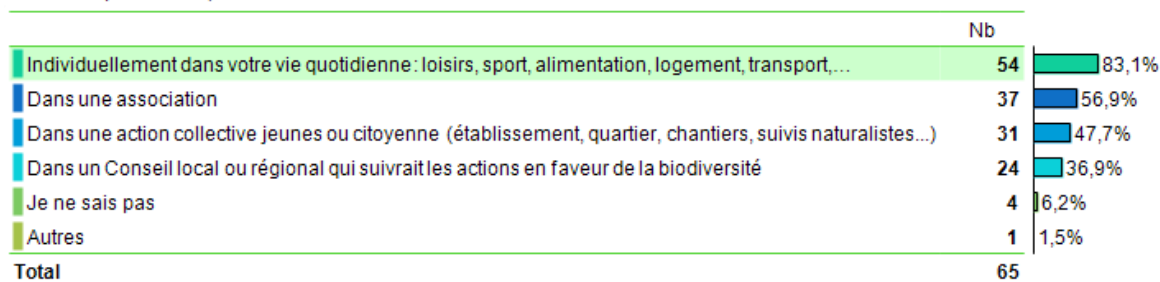 Nb
Individuellement dans votre vie quotidienne: loisirs, sport, alimentation, logement, transport,... 54 83,1%
Dans une association 37 56,9%
Dans une action collective jeunes ou citoyenne (établissement, quartier, chantiers, suivis naturalistes...) 31 47,7%
Dans un Conseil local ou régional qui suivrait les actions en faveur de la biodiversité 24 36,9%
Je ne sais pas 4 6,2%
Autres 1 1,5%
Total 65